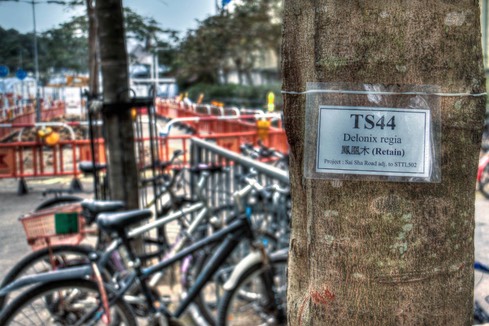 TS44
Delonix regia
鳳凰木 (Retain)
Project : Sai Sha Road adj. to STTL502